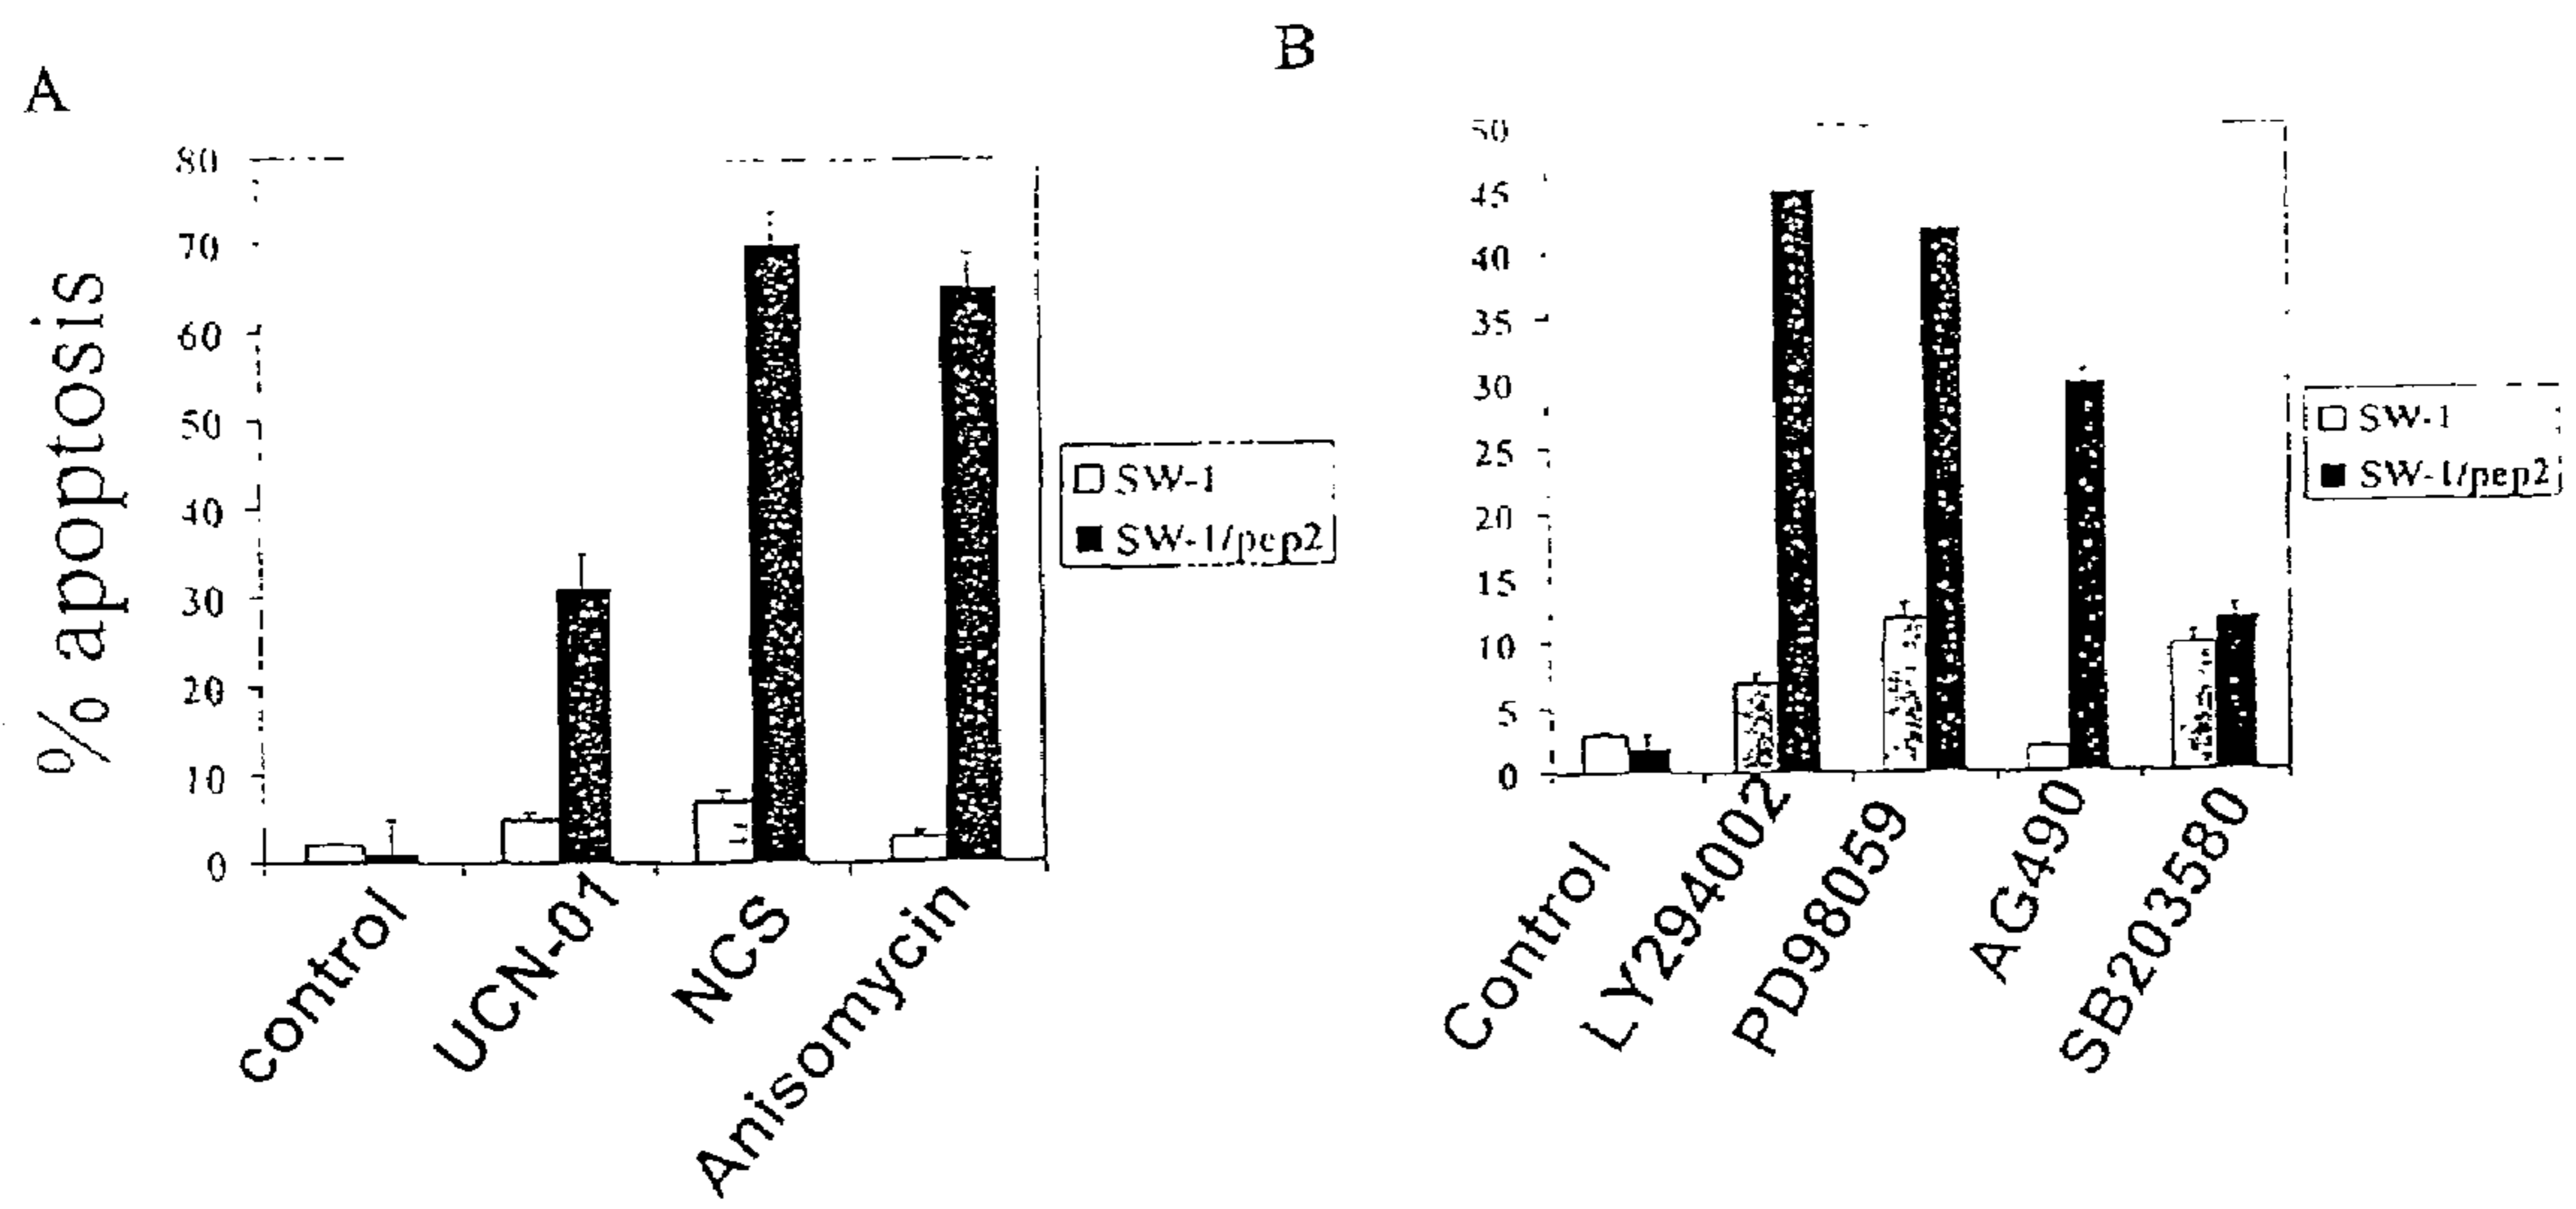 A
% apoptosis
80
70
60
50
40
30
20
10
0
control
UCN-01
NCS
Anisomycin
SW-1
SW-1/pep2
B
50
45
40
35
30
25
20
15
10
5
0
Control
LY294002
PD98059
AG490
SB203580
SW-1
SW-1/pep2